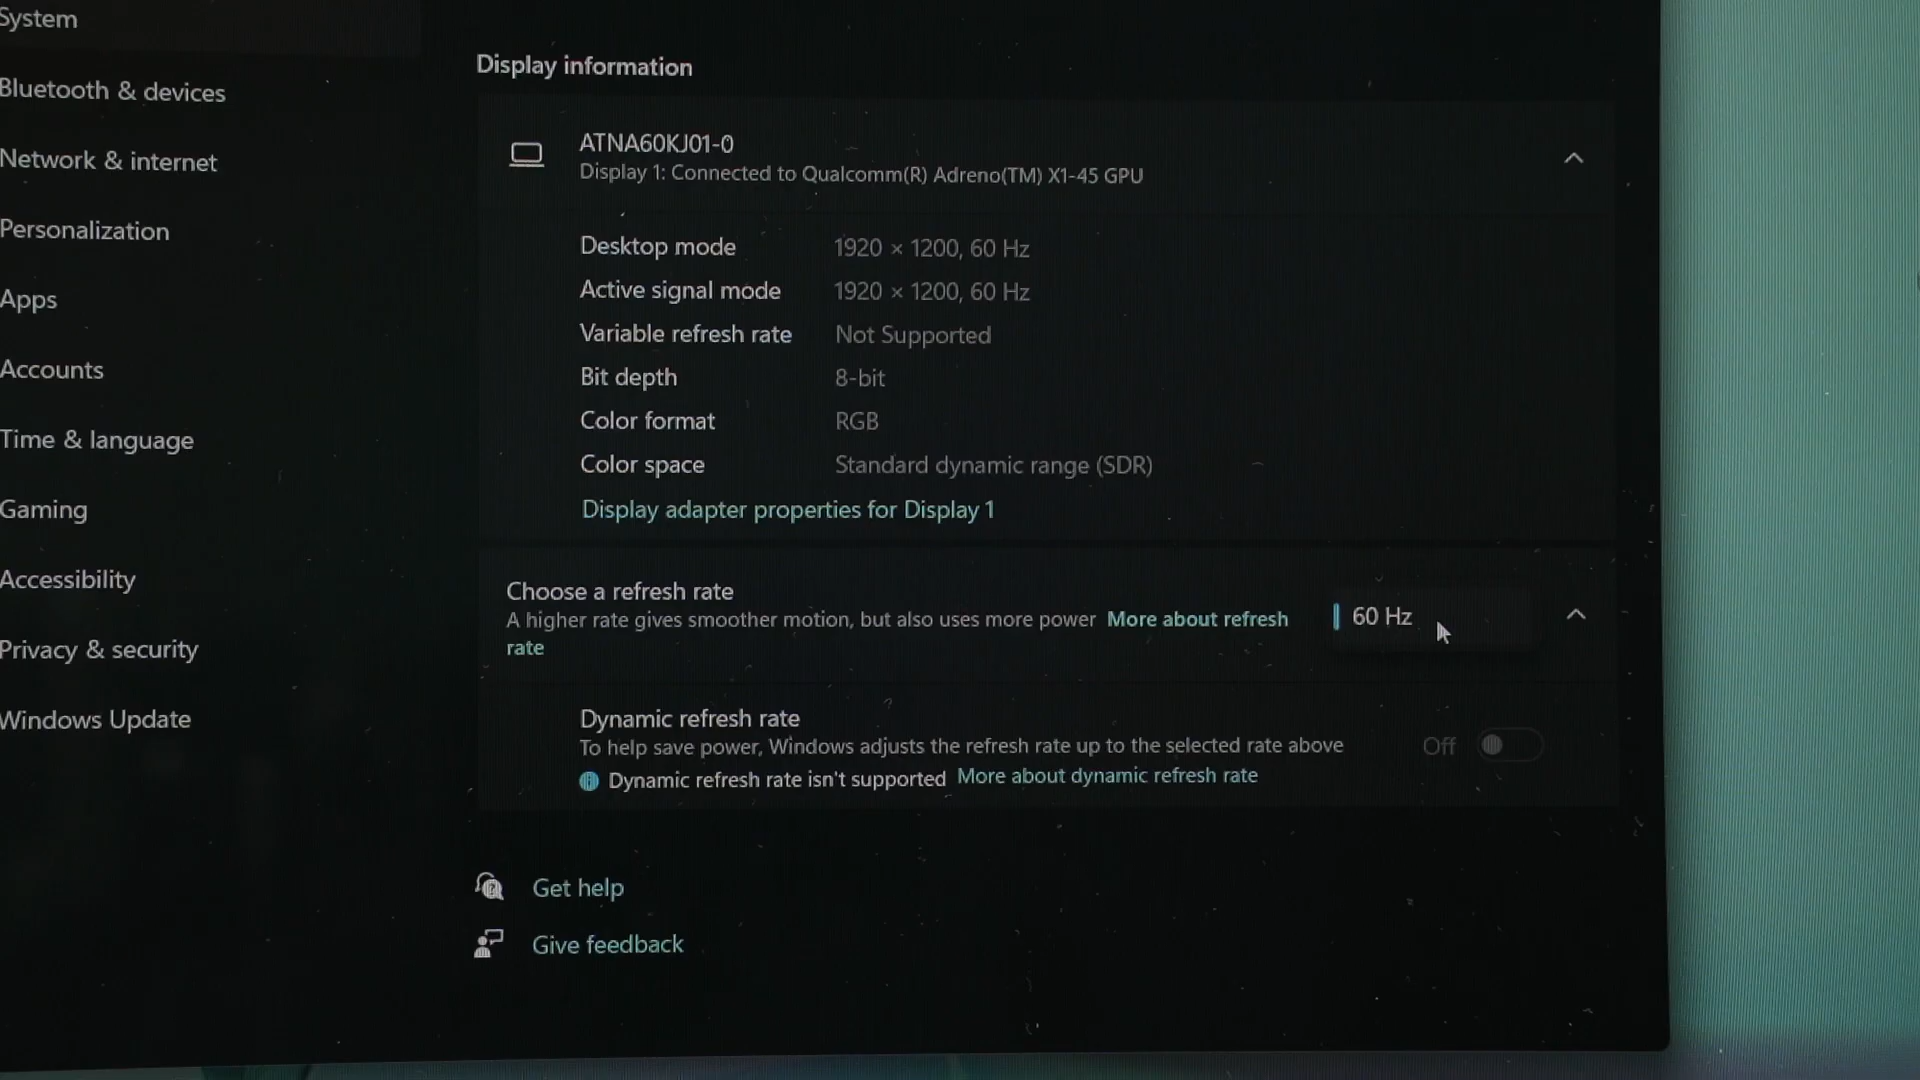 System
Bluetooth & devices
Network & internet
Personalization
Apps
Accounts
Time & language
Gaming
Accessibility
Privacy & security
Windows Update
Display information
ATNA60KJ01-0
Display 1: Connected to Qualcomm(R) Adreno(TM) X1-45 GPU
Desktop mode 1920 × 1200, 60 Hz
Active signal mode 1920 × 1200, 60 Hz
Variable refresh rate Not Supported
Bit depth 8-bit
Color format RGB
Color space Standard dynamic range (SDR)
Display adapter properties for Display 1
Choose a refresh rate
A higher rate gives smoother motion, but also uses more power More about refresh
rate
60 Hz
Dynamic refresh rate
To help save power, Windows adjusts the refresh rate up to the selected rate above
Off
Dynamic refresh rate isn't supported More about dynamic refresh rate
Get help
Give feedback